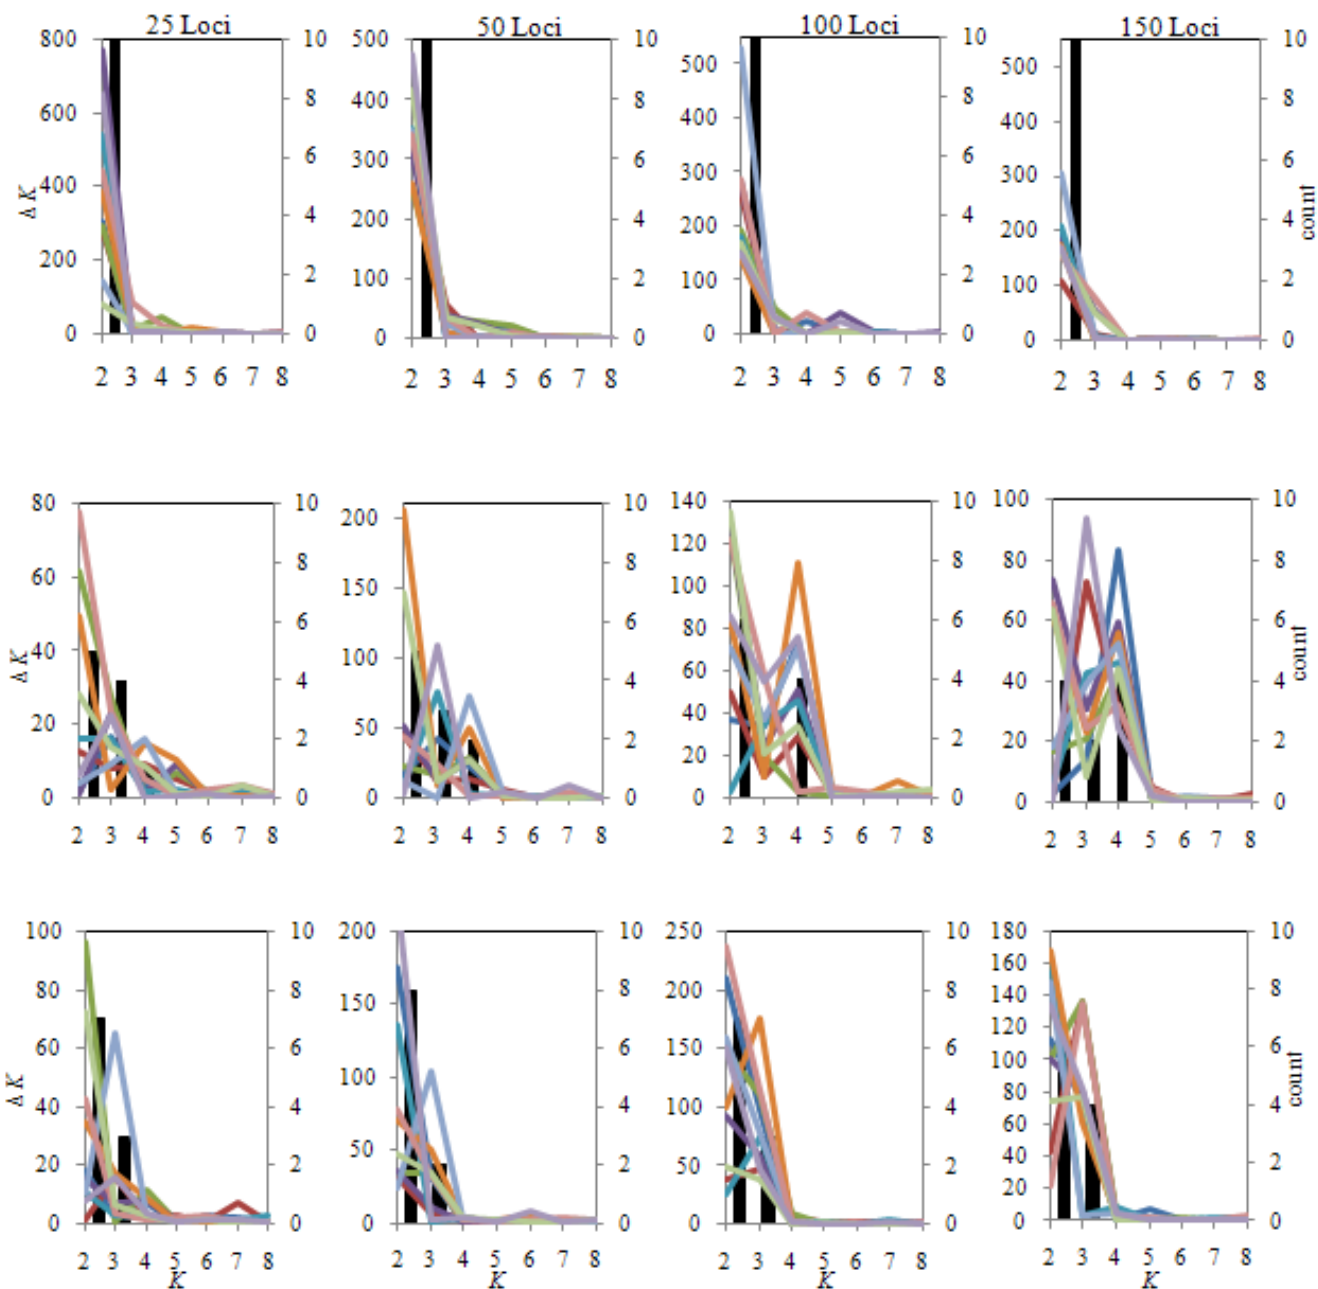 25 Loci 50 Loci 100 Loci 150 Loci
800 10 500 10 500 10 500 10
600 8 400 8 400 8 400 8
400 6 300 6 300 6 300 6
Δ K 200 4 200 4 200 4 200 4 count
0 2 100 2 100 2 100 2
0 0 0 0 0 0 0
2 3 4 5 6 7 8 2 3 4 5 6 7 8 2 3 4 5 6 7 8 2 3 4 5 6 7 8
80 10 200 10 140 10 100 10
60 8 150 8 120 8 80 8
40 6 100 6 100 6 60 6
Δ K 20 4 50 4 80 4 40 4 count
0 2 0 2 60 2 20 2
0 0 40 0 0 0
20
0
2 3 4 5 6 7 8 2 3 4 5 6 7 8 2 3 4 5 6 7 8 2 3 4 5 6 7 8
100 10 200 10 250 10 180 10
80 8 150 8 200 8 160 8
60 6 100 6 150 6 140 6
Δ K 40 4 50 4 100 4 120 4 count
20 2 0 2 50 2 100 2
0 0 0 0 0 80 0
60
40
20
0
2 3 4 5 6 7 8 2 3 4 5 6 7 8 2 3 4 5 6 7 8 2 3 4 5 6 7 8
K K K K